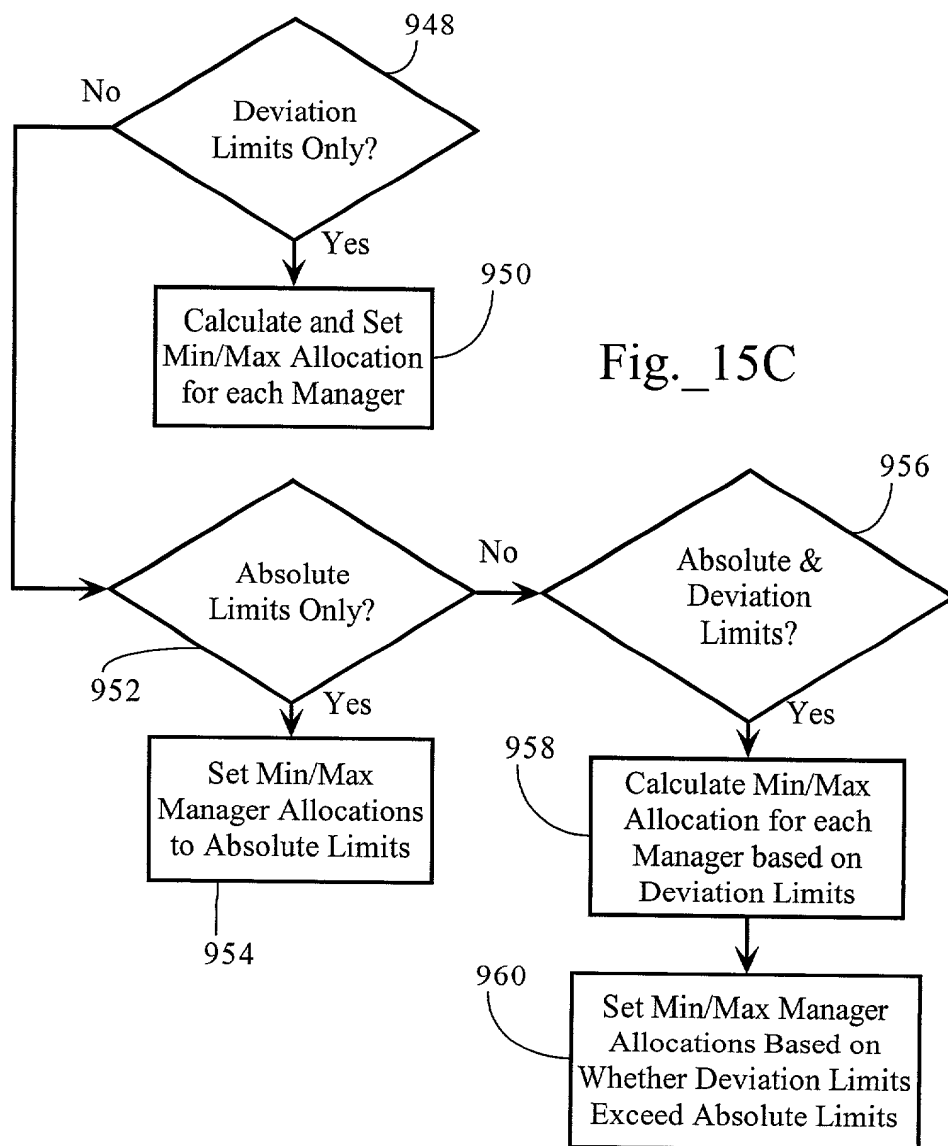 948
No
Deviation
Limits Only?
Yes
950
Calculate and Set
Min/Max Allocation
for each Manager
Fig._15C
956
Absolute
Limits Only?
No
Absolute &
Deviation
Limits?
952
Yes
Yes
958
Set Min/Max
Manager Allocations
to Absolute Limits
Calculate Min/Max
Allocation for each
Manager based on
Deviation Limits
954
960
Set Min/Max Manager
Allocations Based on
Whether Deviation Limits
Exceed Absolute Limits